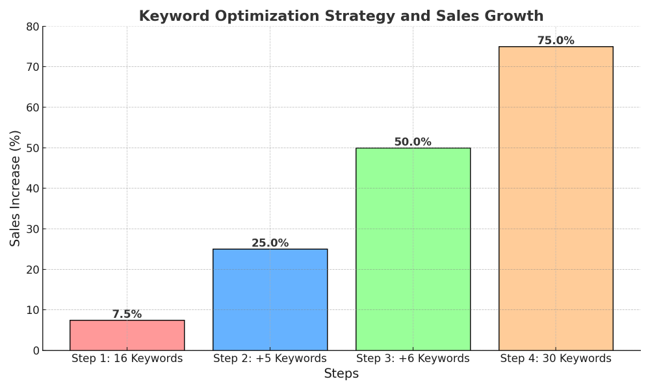 Keyword Optimization Strategy and Sales Growth
80
70
60
50
40
30
20
10
0
Sales Increase (%)
7.5%
25.0%
50.0%
75.0%
Step 1: 16 Keywords
Step 2: +5 Keywords
Step 3: +6 Keywords
Step 4: 30 Keywords
Steps